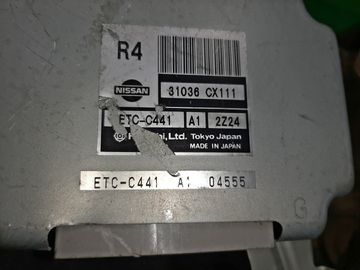 R4
NISSAN
31036 CX111
ETC-C441 A1 2Z24
Ltd. Tokyo Japan
MADE IN JAPAN
ETC-C441 A1 04555
G